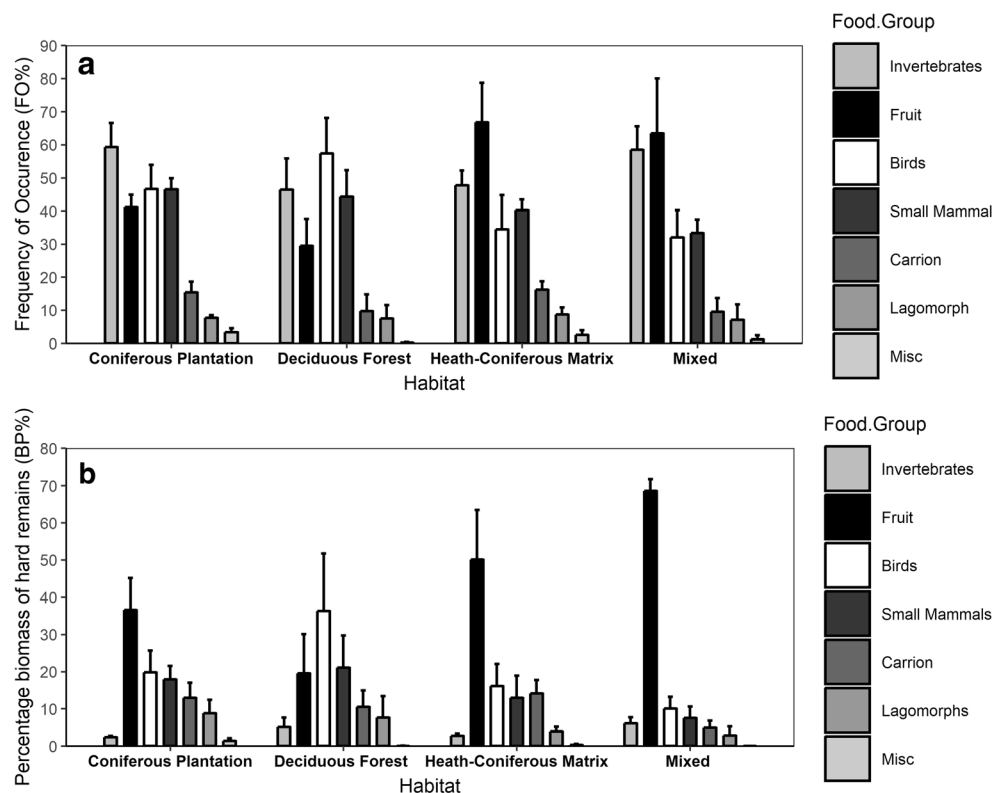 a
Frequency of Occurence (FO%)
90
80
70
60
50
40
30
20
10
0
Coniferous Plantation
Deciduous Forest
Heath-Coniferous Matrix
Mixed
Habitat
Food.Group
Invertebrates
Fruit
Birds
Small Mammal
Carrion
Lagomorph
Misc
b
Percentage biomass of hard remains (BP%)
80
70
60
50
40
30
20
10
0
Coniferous Plantation
Deciduous Forest
Heath-Coniferous Matrix
Mixed
Habitat
Food.Group
Invertebrates
Fruit
Birds
Small Mammals
Carrion
Lagomorphs
Misc